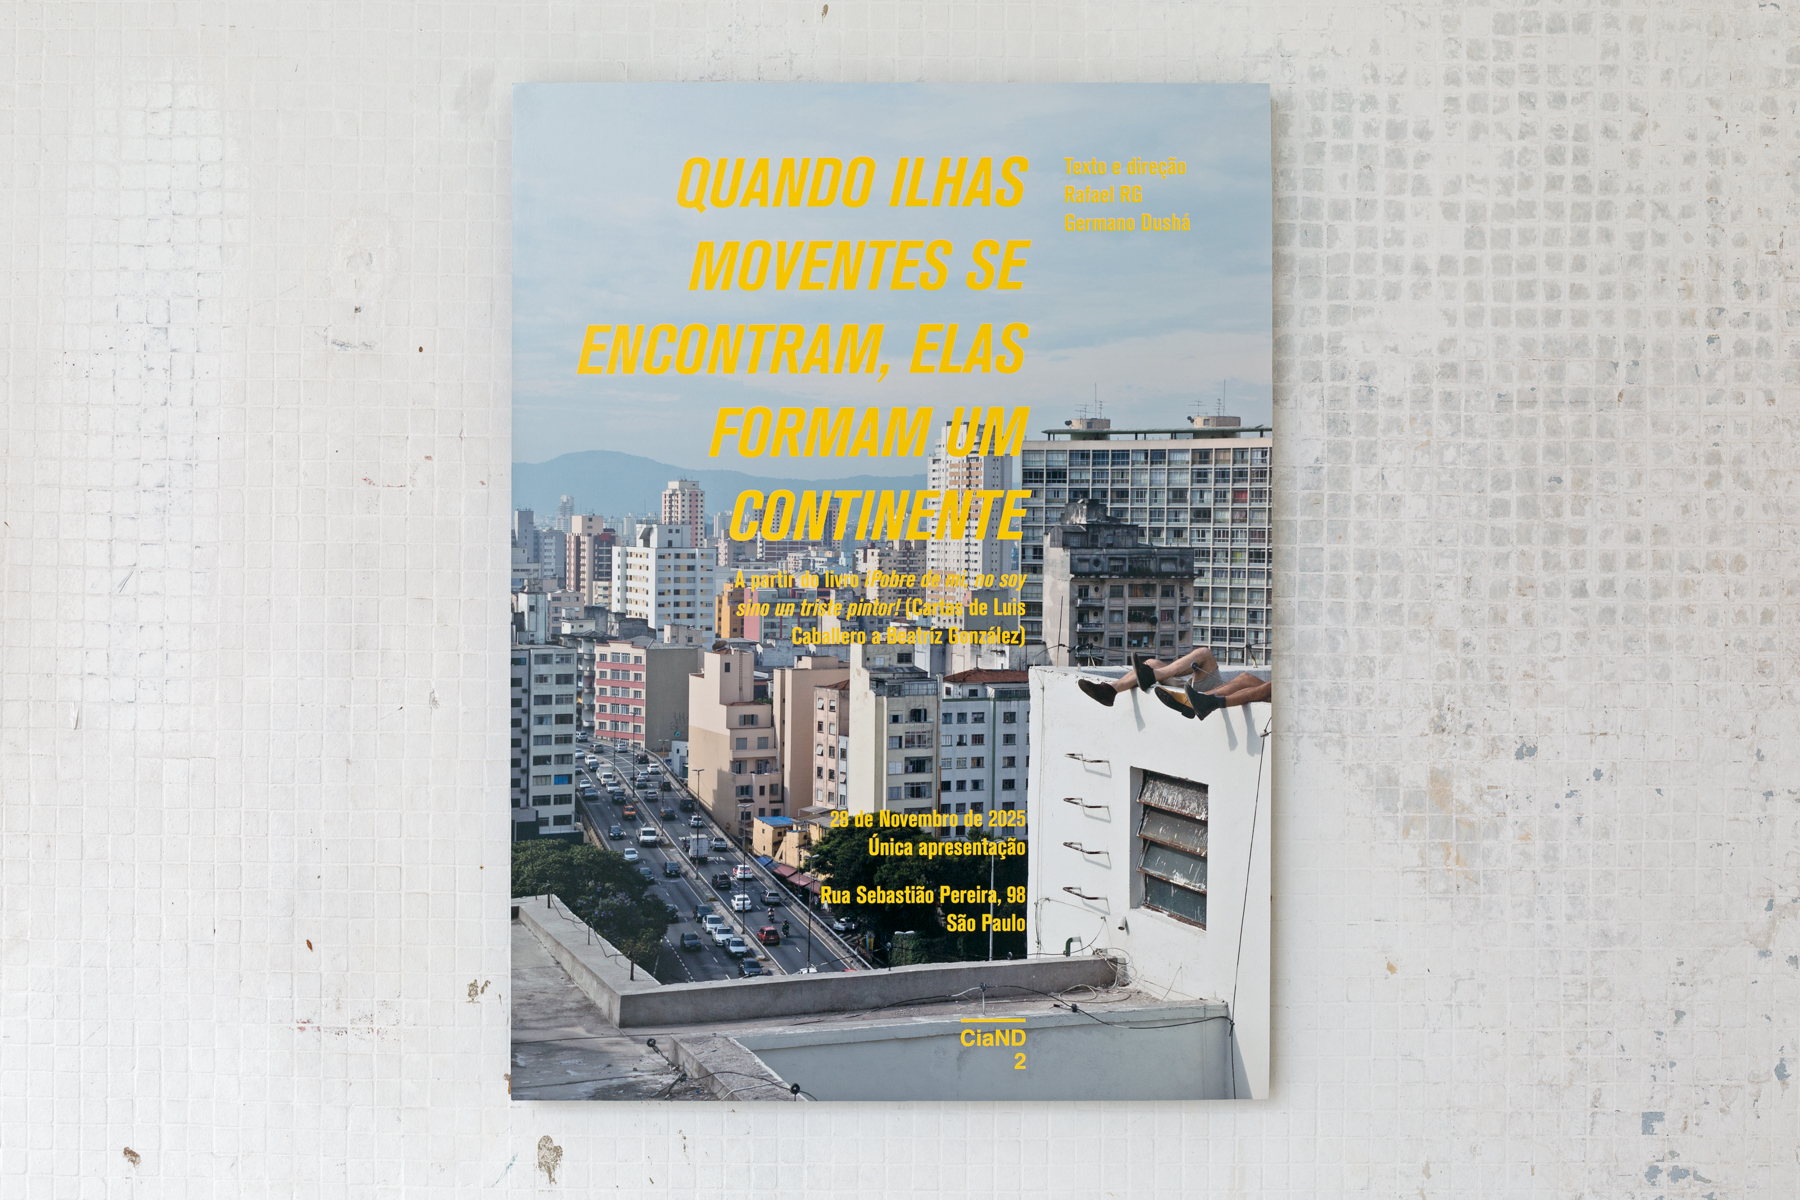 QUANDO ILHAS
MOVENTES SE
ENCONTRAM, ELAS
FORMAM UM
CONTINENTE
Texto e direção
Rafael RG
Germano Dushá
A partir do livro ¡Pobre de mí, no soy
sino un triste pintor! (Cartas de Luis
Caballero a Beatriz González)
28 de Novembro de 2025
Única apresentação
Rua Sebastião Pereira, 98
São Paulo
CiaND
2